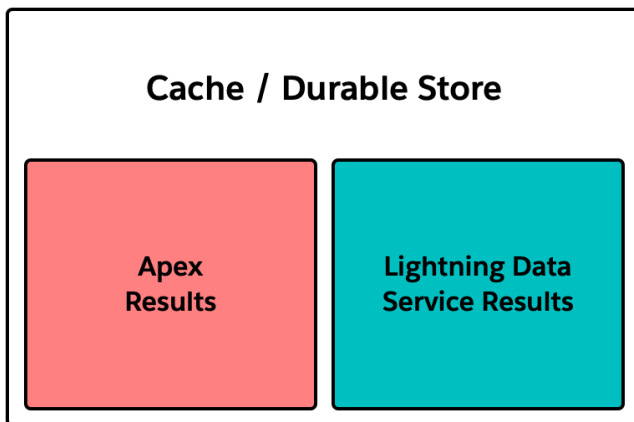 Cache / Durable Store
Apex
Results
Lightning Data
Service Results